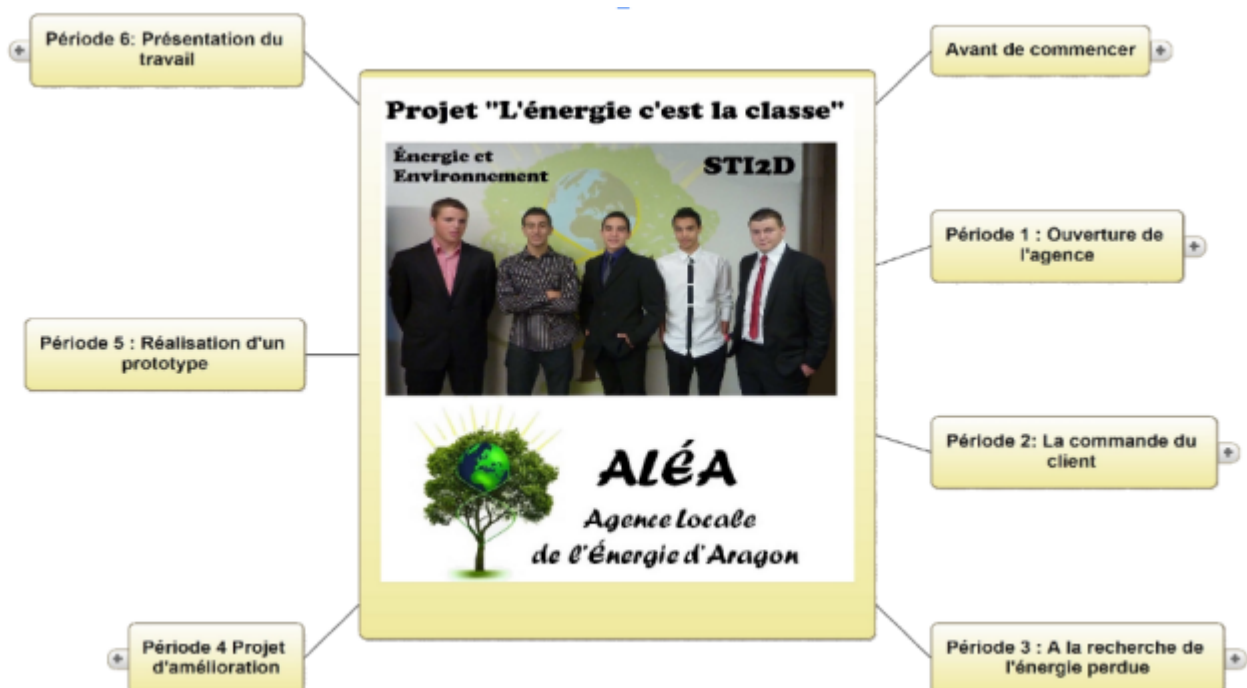 Période 6: Présentation du
travail
Avant de commencer
Projet "L'énergie c'est la classe"
Énergie et
Environnement
STI2D
Période 1 : Ouverture de
l'agence
Période 5 : Réalisation d'un
prototype
Période 2: La commande du
client
ALÉA
Agence Locale
de l'Énergie d'Aragon
Période 4 Projet
d'amélioration
Période 3 : A la recherche de
l'énergie perdue